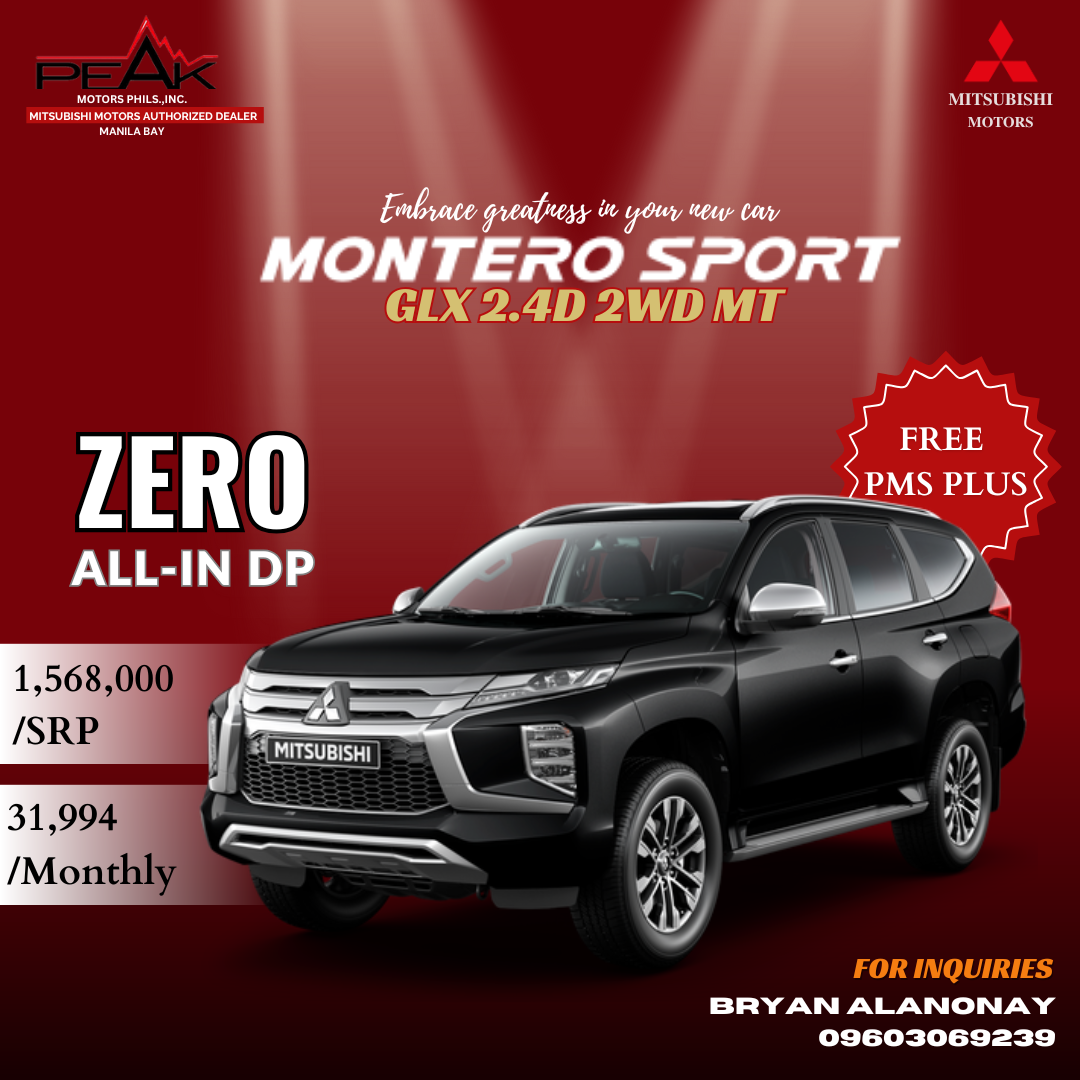 PEAK
MOTORS PHILS.,INC.
MITSUBISHI MOTORS AUTHORIZED DEALER
MANILA BAY
MITSUBISHI
MOTORS
Embrace greatness in your new car
MONTERO SPORT
GLX 2.4D 2WD MT
FREE
PMS PLUS
ZERO
ALL-IN DP
1,568,000
/SRP
MITSUBISHI
31,994
/Monthly
FOR INQUIRIES
BRYAN ALANONAY
09603069239